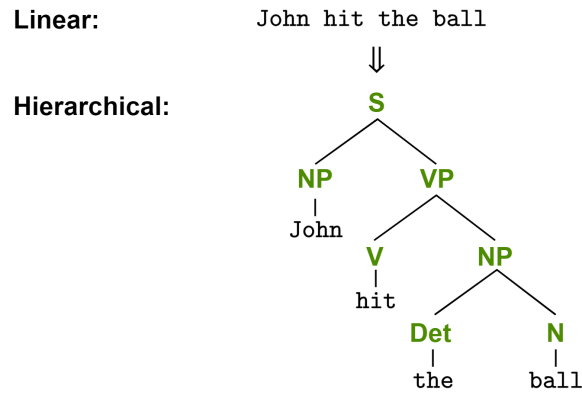 Linear: John hit the ball
⇓
Hierarchical: S
NP VP
John
V NP
hit
Det N
the ball